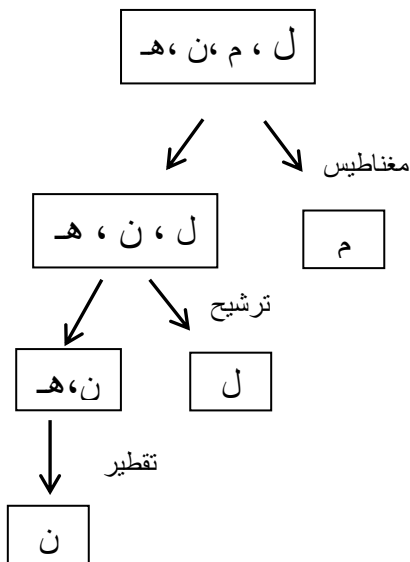 ل ، م ،ن ،هـ
مغناطيس
م
ل ، ن ، هـ
ترشيح
ل
ن،هـ
تقطير
ن